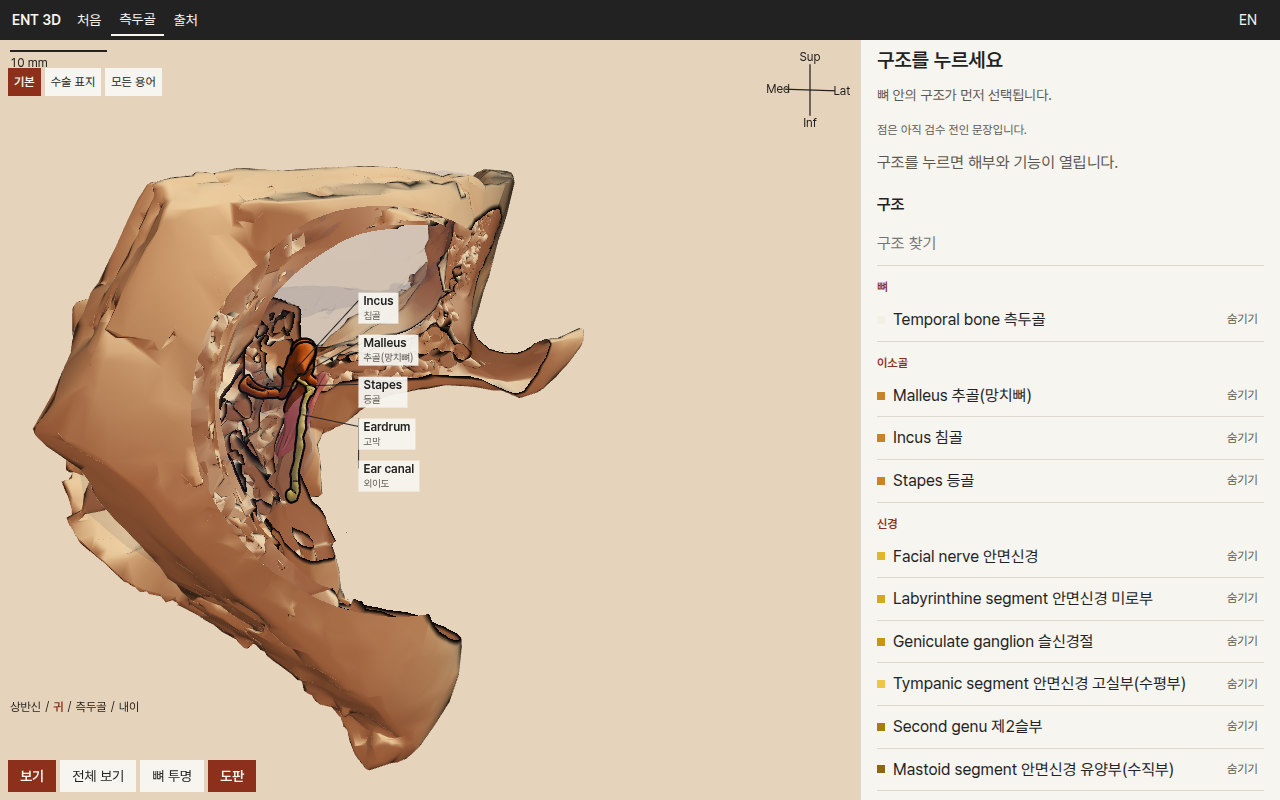 ENT 3D 처음 측두골 출처 EN
10 mm
기본 수술 표지 모든 용어
Sup
Med Lat
Inf
Incus
침골
Malleus
추골(망치뼈)
Stapes
등골
Eardrum
고막
Ear canal
외이도
상반신 / 귀 / 측두골 / 내이
보기 전체 보기 뼈 투명 도판
구조를 누르세요
뼈 안의 구조가 먼저 선택됩니다.
점은 아직 검수 전인 문장입니다.
구조를 누르면 해부와 기능이 열립니다.
구조
구조 찾기
뼈
Temporal bone 측두골 숨기기
이소골
Malleus 추골(망치뼈) 숨기기
Incus 침골 숨기기
Stapes 등골 숨기기
신경
Facial nerve 안면신경 숨기기
Labyrinthine segment 안면신경 미로부 숨기기
Geniculate ganglion 슬신경절 숨기기
Tympanic segment 안면신경 고실부(수평부) 숨기기
Second genu 제2슬부 숨기기
Mastoid segment 안면신경 유양부(수직부) 숨기기